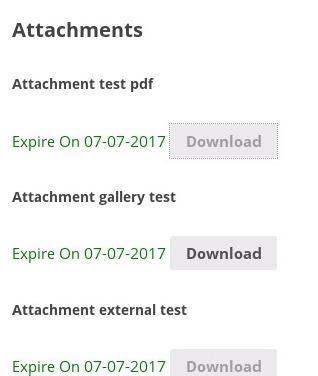 Attachments
Attachment test pdf
Expire On 07-07-2017 Download
Attachment gallery test
Expire On 07-07-2017 Download
Attachment external test
Expire On 07-07-2017 Download